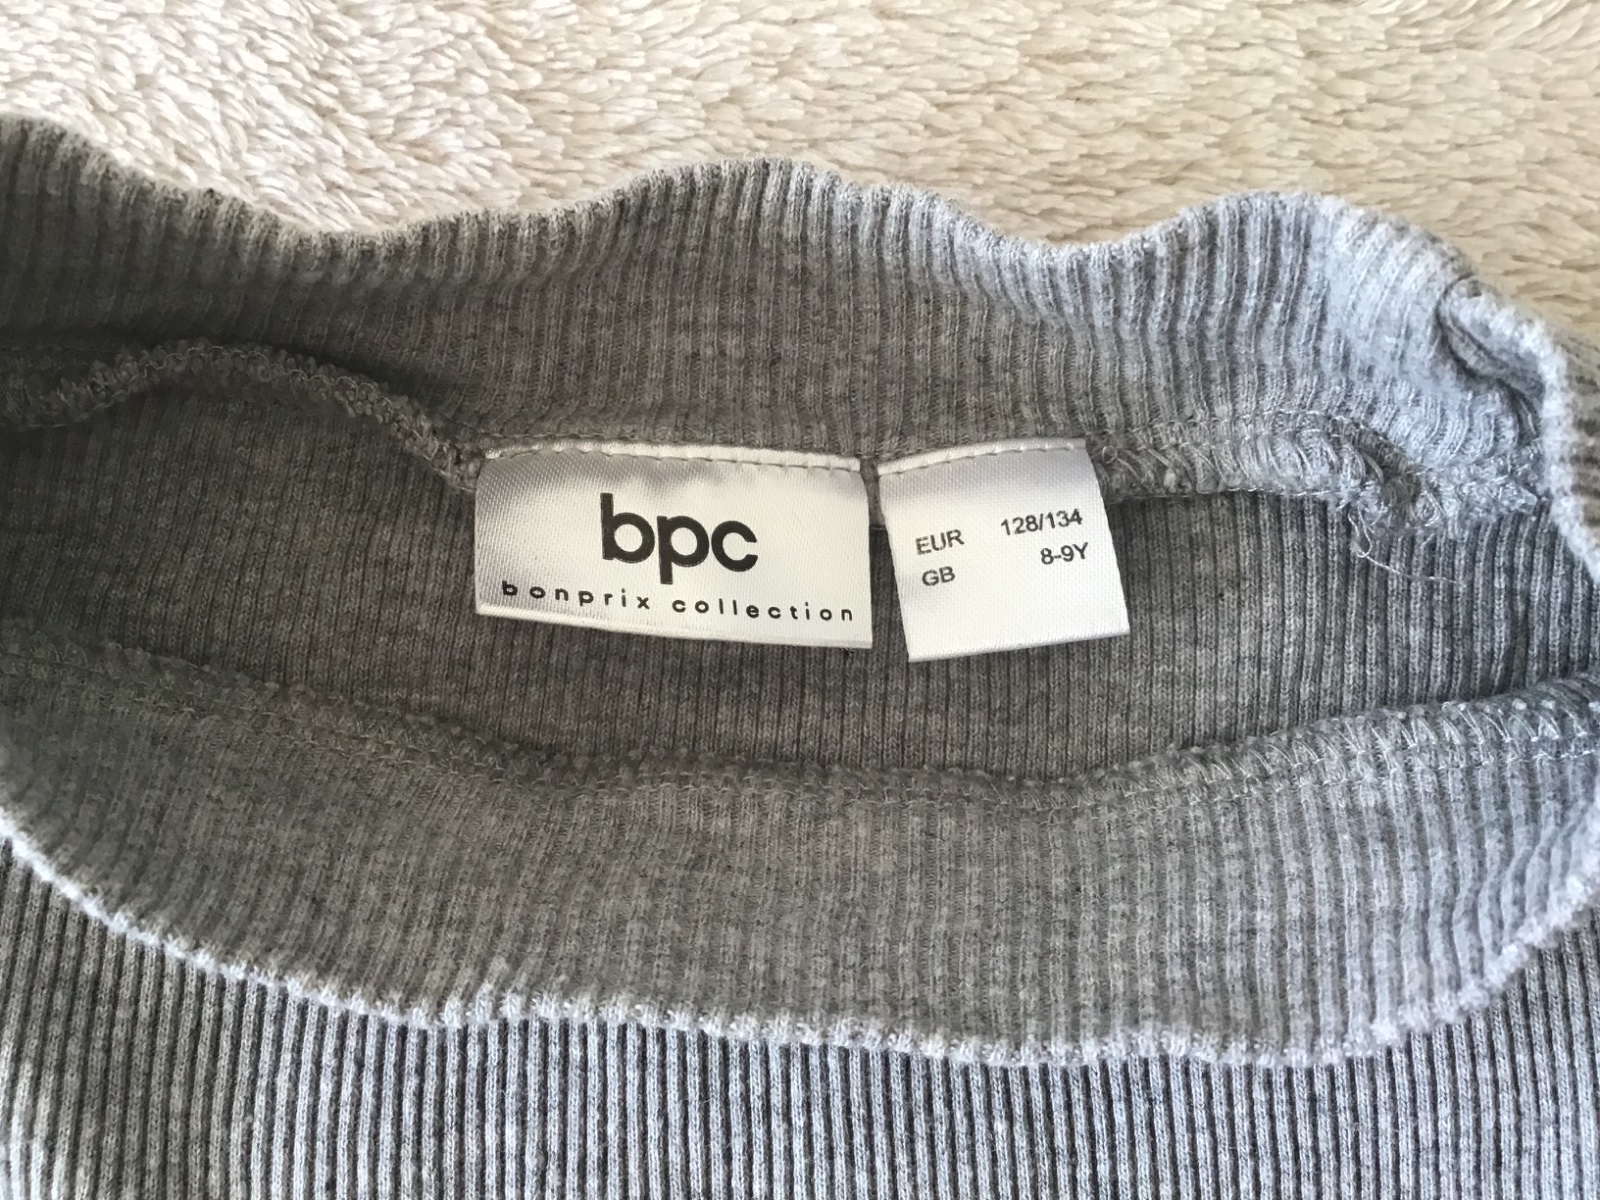 bpc
bonprix collection
EUR 128/134
GB 8-9Y